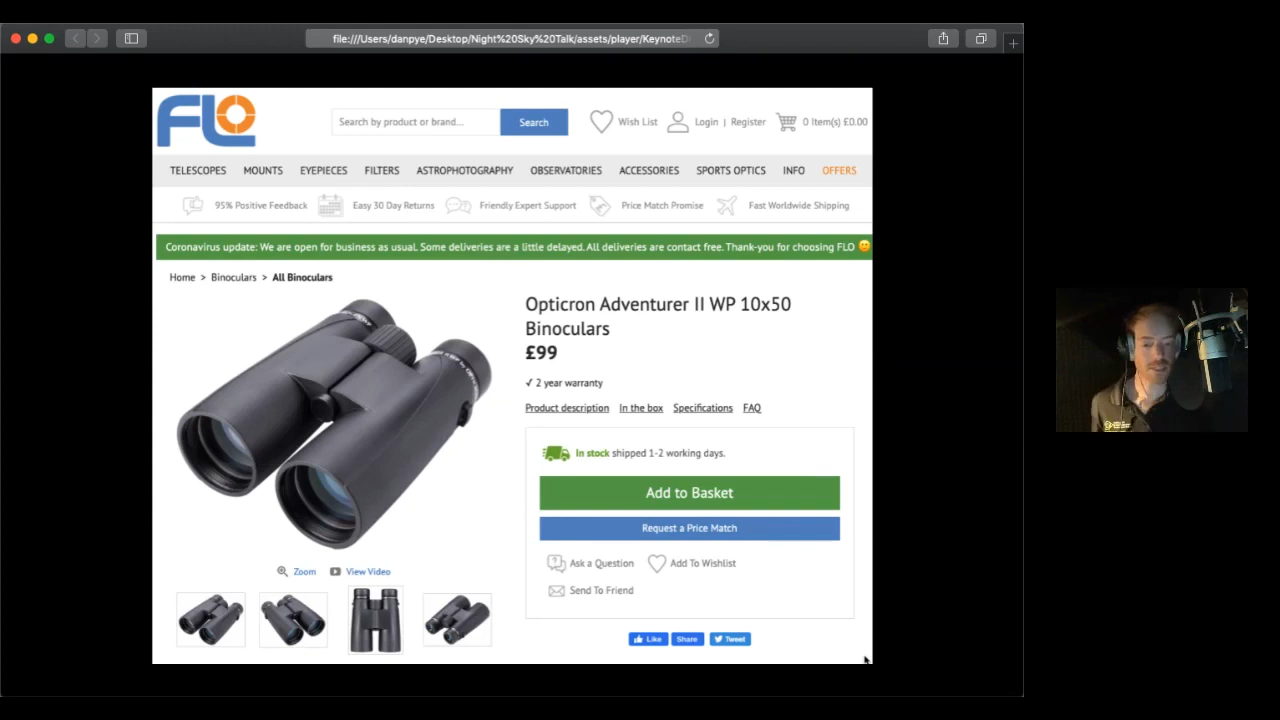 file:///Users/danpye/Desktop/Night%20Sky%20Talk/assets/player/Keynote
FLO
Search by product or brand...
Search
Wish List
Login | Register
0 Item(s) £0.00
TELESCOPES MOUNTS EYEPIECES FILTERS ASTROPHOTOGRAPHY OBSERVATORIES ACCESSORIES SPORTS OPTICS INFO OFFERS
95% Positive Feedback Easy 30 Day Returns Friendly Expert Support Price Match Promise Fast Worldwide Shipping
Coronavirus update: We are open for business as usual. Some deliveries are a little delayed. All deliveries are contact free. Thank-you for choosing FLO 🙂
Home > Binoculars > All Binoculars
Opticron Adventurer II WP 10x50
Binoculars
£99
✓ 2 year warranty
Product description In the box Specifications FAQ
In stock shipped 1-2 working days.
Add to Basket
Request a Price Match
Ask a Question Add To Wishlist
Send To Friend
Zoom View Video
Like Share Tweet